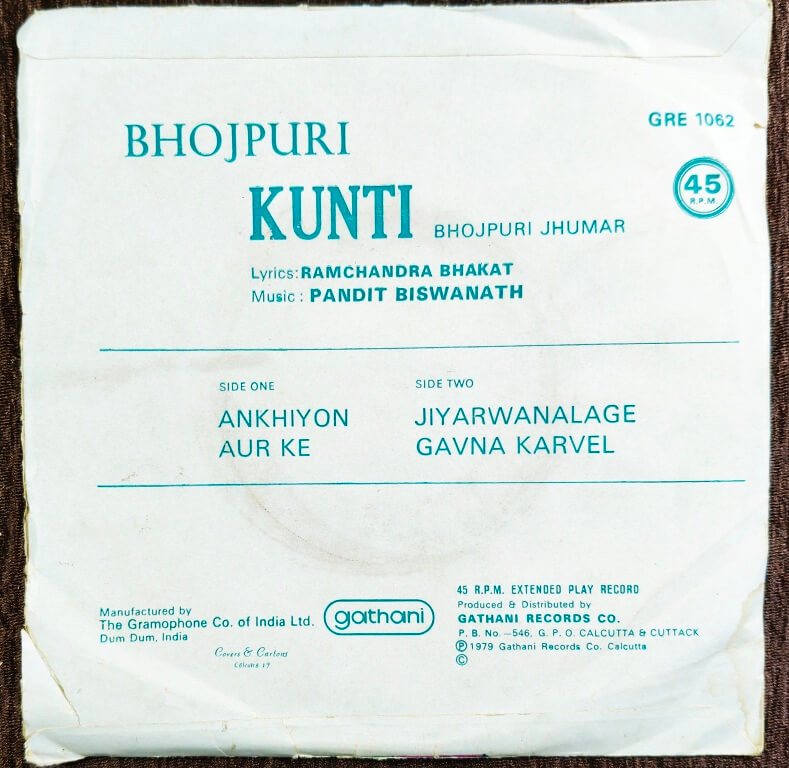 BHOJPURI
GRE 1062
45
R.P.M.
KUNTI BHOJPURI JHUMAR
Lyrics: RAMCHANDRA BHAKAT
Music : PANDIT BISWANATH
SIDE ONE
ANKHIYON
AUR KE
SIDE TWO
JIYARWANALAGE
GAVNA KARVEL
Manufactured by
The Gramophone Co. of India Ltd.
Dum Dum, India
gathani
Covers & Cartons
Calcutta 17
45 R.P.M. EXTENDED PLAY RECORD
Produced & Distributed by
GATHANI RECORDS CO.
P. B. No. –546, G. P. O. CALCUTTA & CUTTACK
Ⓟ 1979 Gathani Records Co. Calcutta
©